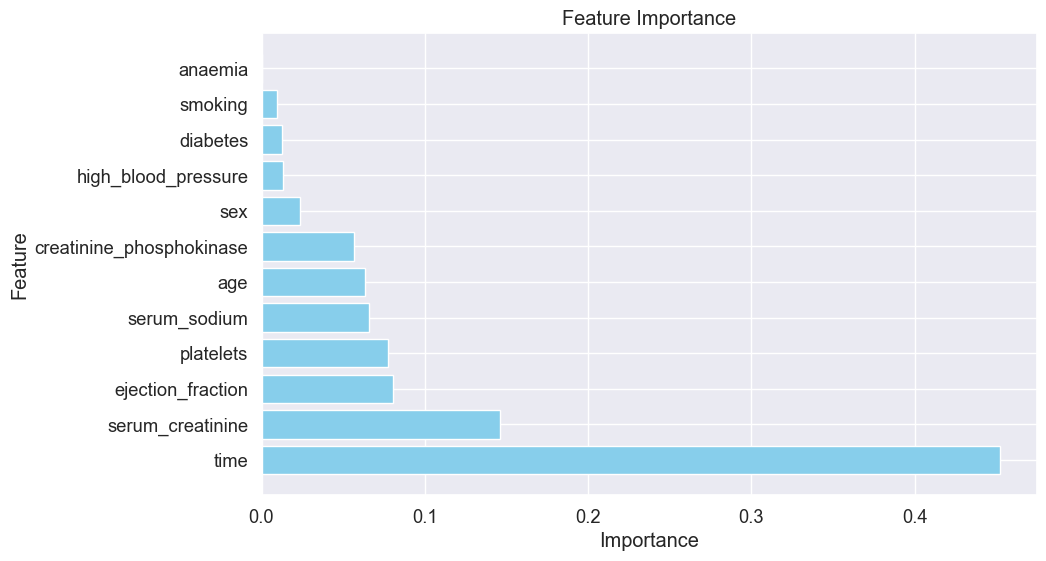 Feature Importance
Feature
anaemia
smoking
diabetes
high_blood_pressure
sex
creatinine_phosphokinase
age
serum_sodium
platelets
ejection_fraction
serum_creatinine
time
0.0 0.1 0.2 0.3 0.4
Importance